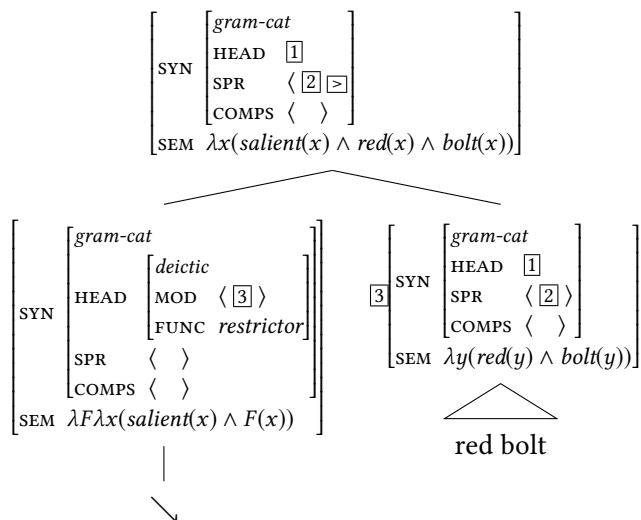 gram-cat
HEAD 1
SYN SPR ⟨ 2 >
COMPS ⟨ ⟩
SEM λx(salient(x) ∧ red(x) ∧ bolt(x))
gram-cat
deictic
HEAD MOD ⟨ 3 ⟩
SYN FUNC restrictor
SPR ⟨ ⟩
COMPS ⟨ ⟩
SEM λFλx(salient(x) ∧ F(x))
↘
gram-cat
HEAD 1
3 SYN SPR ⟨ 2 ⟩
COMPS ⟨ ⟩
SEM λy(red(y) ∧ bolt(y))
red bolt